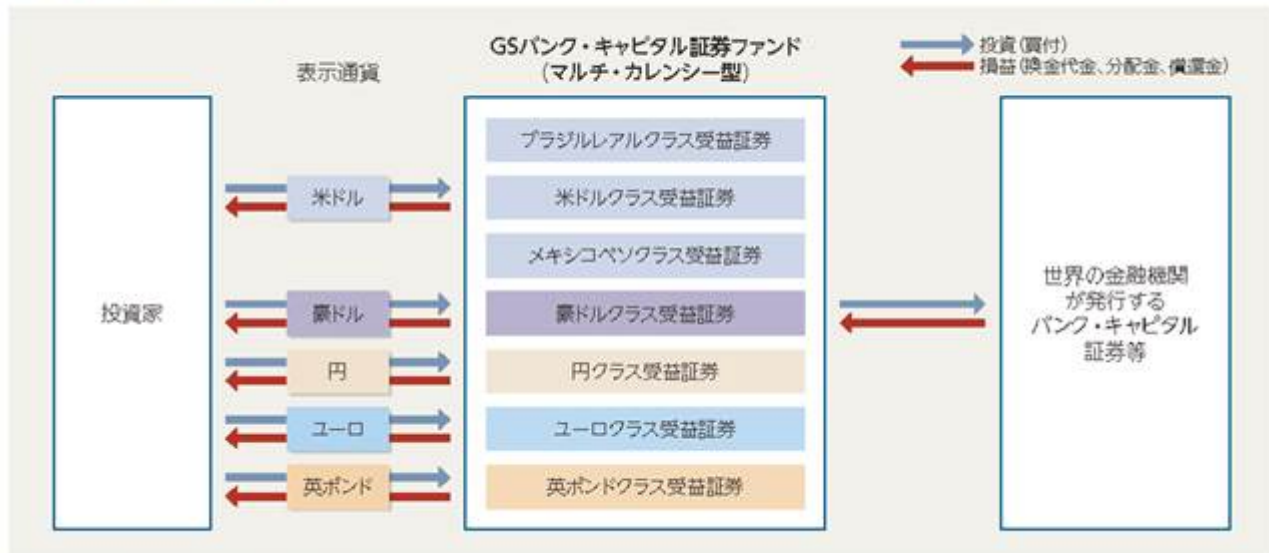 GSバンク・キャピタル証券ファンド
(マルチ・カレンシー型)
表示通貨
投資(買付)
損益(換金代金、分配金、償還金)
投資家
米ドル
豪ドル
円
ユーロ
英ポンド
ブラジルレアルクラス受益証券
米ドルクラス受益証券
メキシコペソクラス受益証券
豪ドルクラス受益証券
円クラス受益証券
ユーロクラス受益証券
英ポンドクラス受益証券
世界の金融機関
が発行する
バンク・キャピタル
証券等